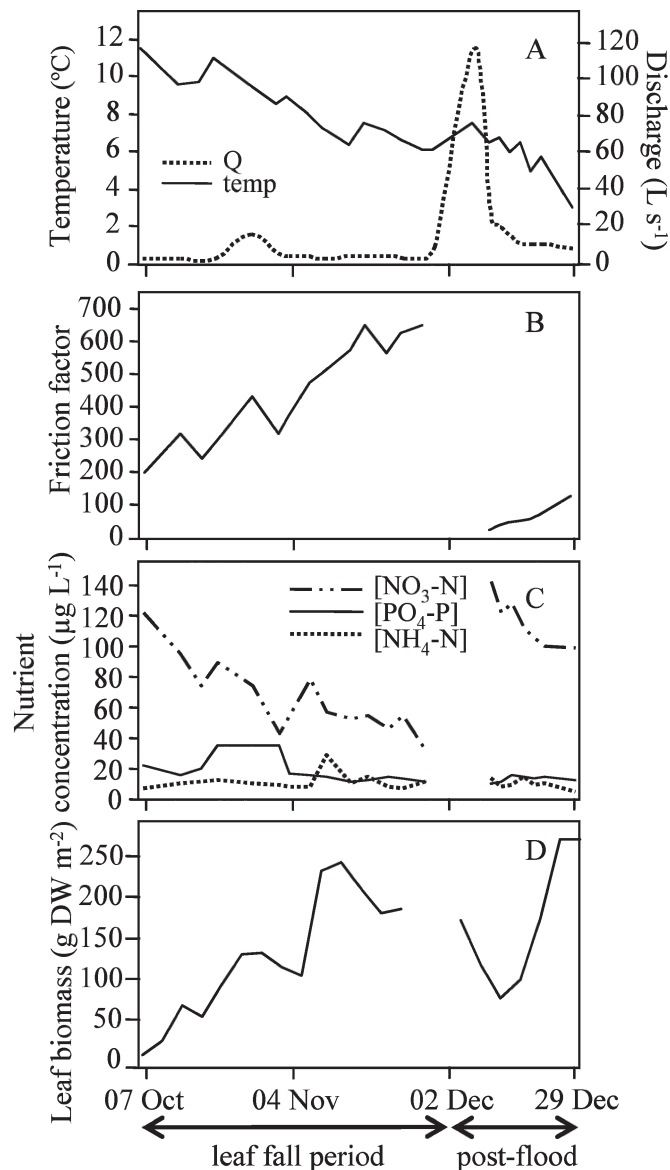 A
Temperature (ºC)
12
10
8
6
4
2
0
Q
temp
120
100
80
60
40
20
0
Discharge (L s-1)
B
Friction factor
700
600
500
400
300
200
100
0
C
Nutrient
concentration (µg L-1)
140
120
100
80
60
40
20
0
[NO3-N]
[PO4-P]
[NH4-N]
D
Leaf biomass (g DW m-2)
250
200
150
100
50
0
07 Oct 04 Nov 02 Dec 29 Dec
leaf fall period post-flood